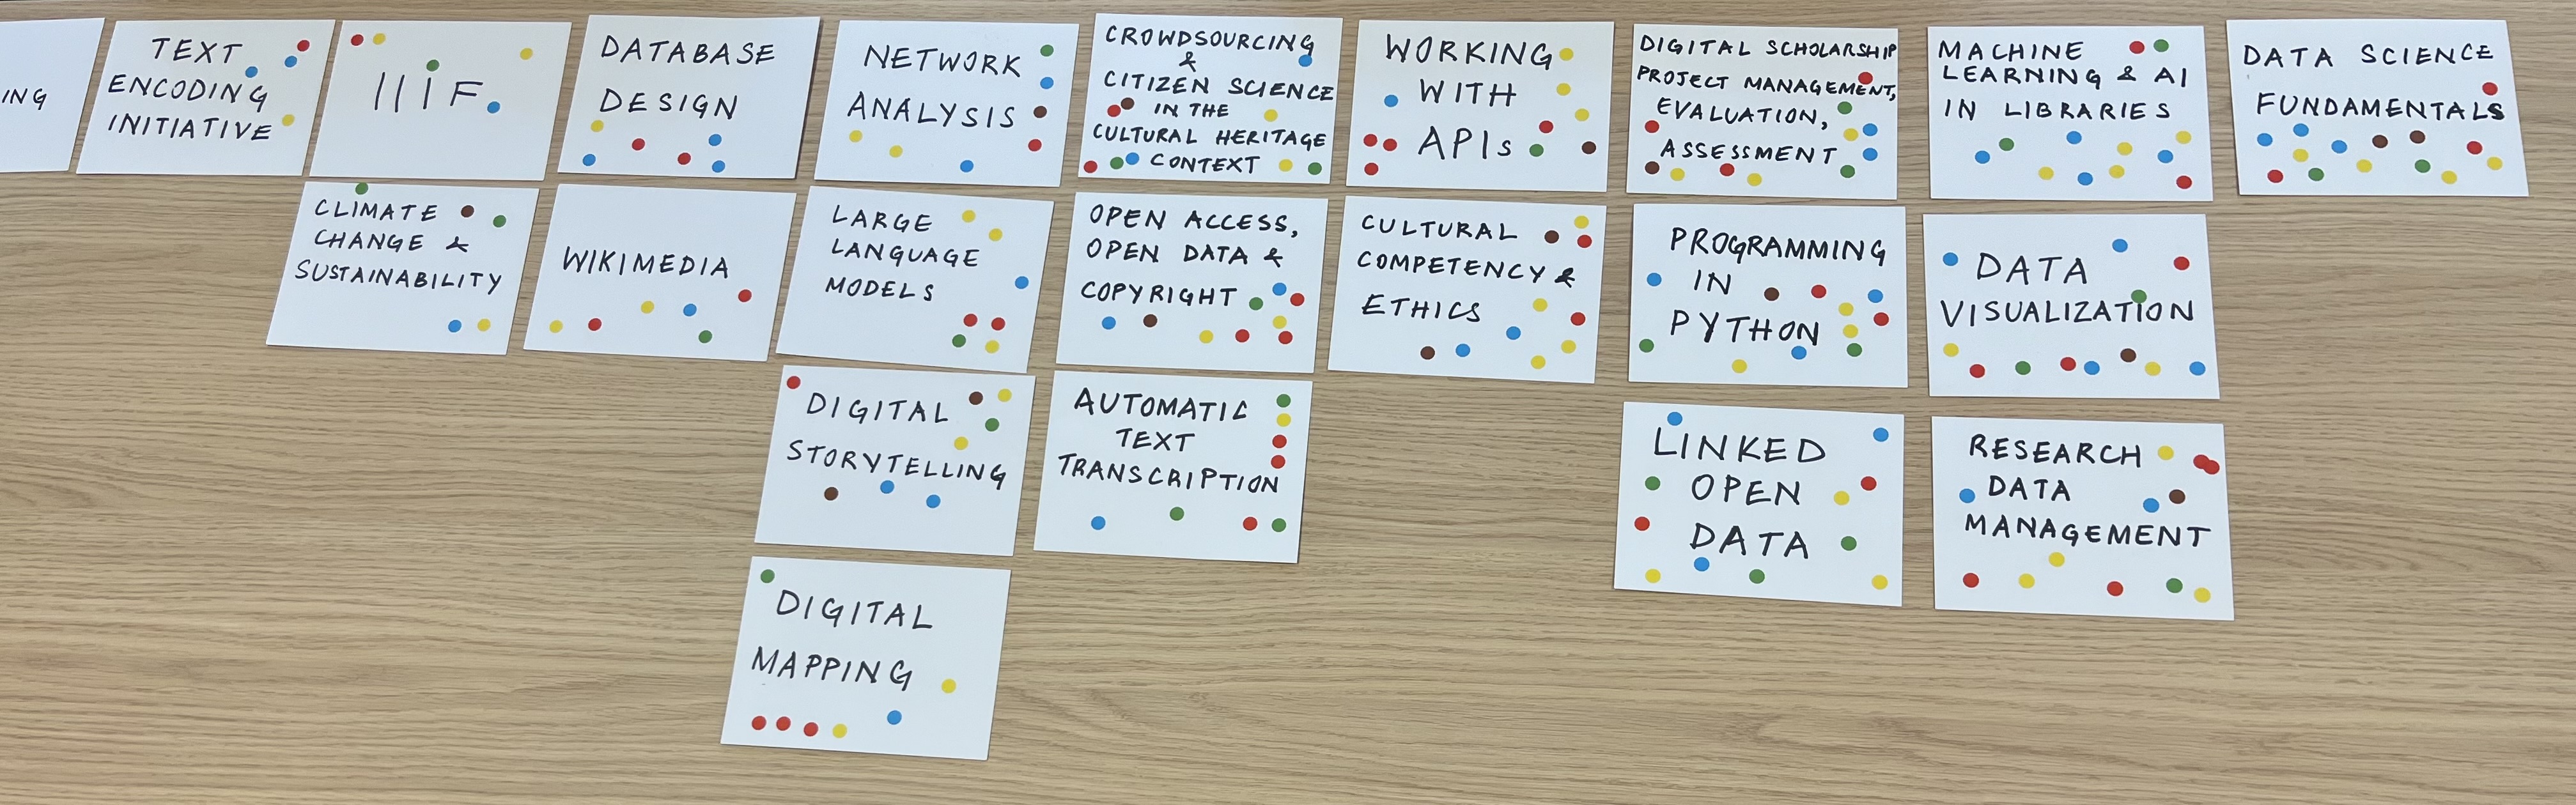 ING
TEXT
ENCODING
INITIATIVE
IIIF
DATABASE
DESIGN
NETWORK
ANALYSIS
CROWDSOURCING
&
CITIZEN SCIENCE
IN THE
CULTURAL HERITAGE
CONTEXT
WORKING
WITH
APIs
DIGITAL SCHOLARSHIP
PROJECT MANAGEMENT,
EVALUATION,
ASSESSMENT
MACHINE
LEARNING & AI
IN LIBRARIES
DATA SCIENCE
FUNDAMENTALS
CLIMATE
CHANGE &
SUSTAINABILITY
WIKIMEDIA
LARGE
LANGUAGE
MODELS
OPEN ACCESS,
OPEN DATA &
COPYRIGHT
CULTURAL
COMPETENCY &
ETHICS
PROGRAMMING
IN
PYTHON
DATA
VISUALIZATION
DIGITAL
STORYTELLING
AUTOMATIC
TEXT
TRANSCRIPTION
LINKED
OPEN
DATA
RESEARCH
DATA
MANAGEMENT
DIGITAL
MAPPING